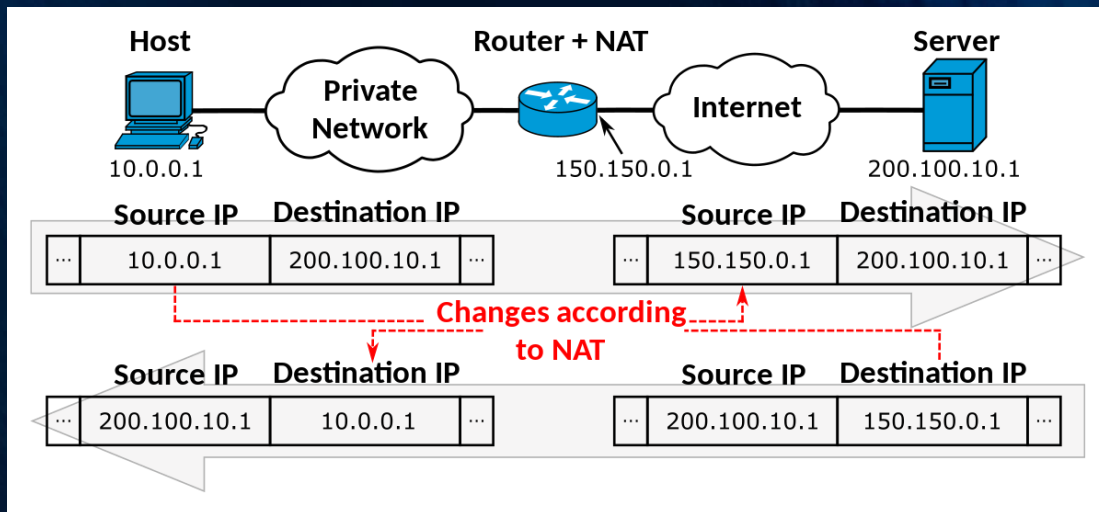 Host
Router + NAT
Server
Private
Network
Internet
10.0.0.1
150.150.0.1
200.100.10.1
Source IP
Destination IP
Source IP
Destination IP
... 10.0.0.1 200.100.10.1 ...
... 150.150.0.1 200.100.10.1 ...
Changes according
to NAT
Source IP
Destination IP
Source IP
Destination IP
... 200.100.10.1 10.0.0.1 ...
... 200.100.10.1 150.150.0.1 ...